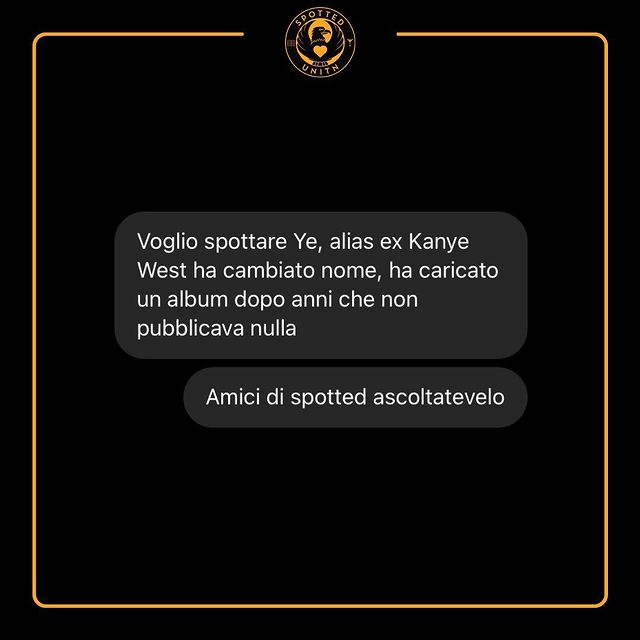 SPOTTED
UNITN
Voglio spottare Ye, alias ex Kanye
West ha cambiato nome, ha caricato
un album dopo anni che non
pubblicava nulla
Amici di spotted ascoltatevelo